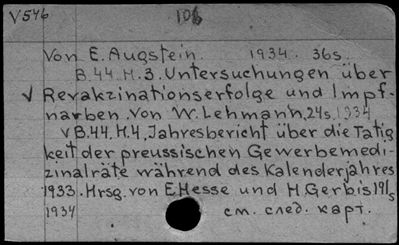 V546 106
Von E. Augstein. 1934. 36s.
B.44.H.3. Untersuchungen über
√ Revakzinationserfolge und Impf-
narben. Von W. Lehmann, 24s. 1934
√ B.44.H.4. Jahresbericht über die Tätig
keit der preussischen Gewerbemedi-
zinalräte während des Kalenderjahres
1933. Hrsg. von E. Hesse und H. Gerbis
1934 см. след. карт.